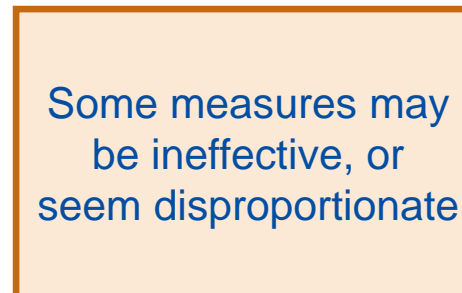 Some measures may
be ineffective, or
seem disproportionate